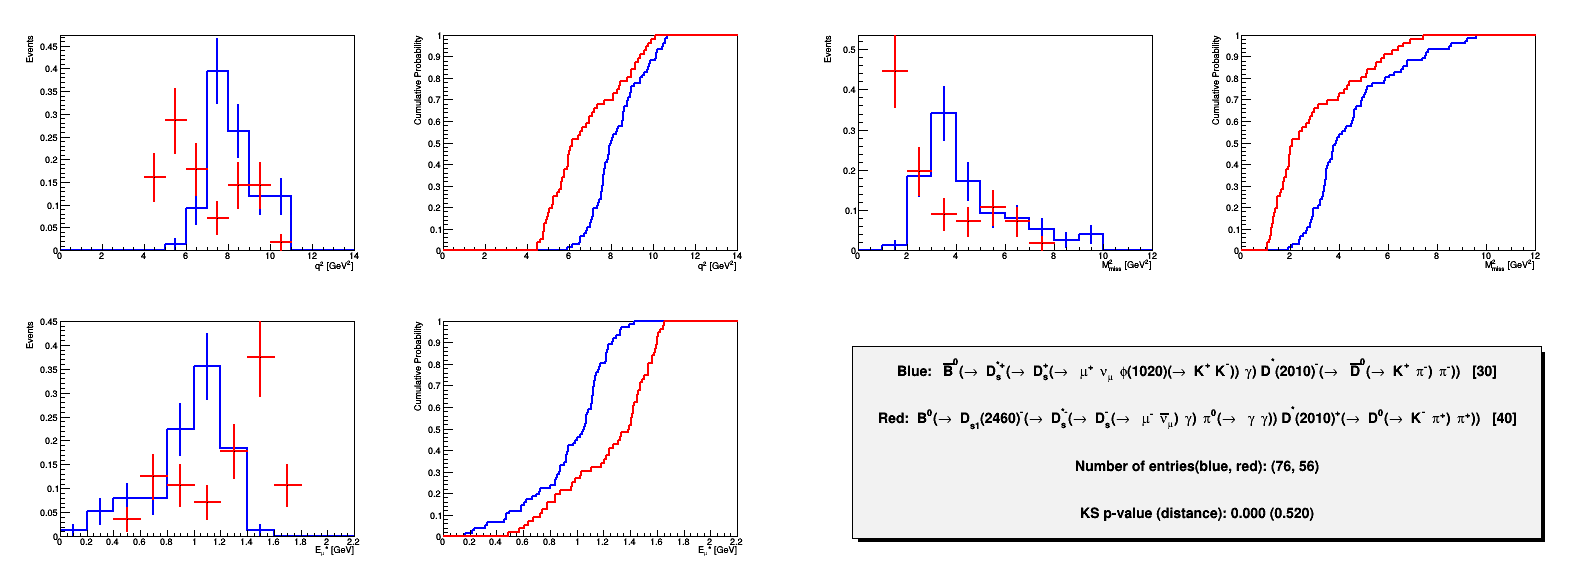 Events
0.45
0.4
0.35
0.3
0.25
0.2
0.15
0.1
0.05
0
0 2 4 6 8 10 12 14
q² [GeV²]
Cumulative Probability
1
0.9
0.8
0.7
0.6
0.5
0.4
0.3
0.2
0.1
0
0 2 4 6 8 10 12 14
q² [GeV²]
Events
0.5
0.4
0.3
0.2
0.1
0
0 2 4 6 8 10 12
M²miss [GeV²]
Cumulative Probability
1
0.9
0.8
0.7
0.6
0.5
0.4
0.3
0.2
0.1
0
0 2 4 6 8 10 12
M²miss [GeV²]
Events
0.45
0.4
0.35
0.3
0.25
0.2
0.15
0.1
0.05
0
0 0.2 0.4 0.6 0.8 1 1.2 1.4 1.6 1.8 2 2.2
Eμ* [GeV]
Cumulative Probability
1
0.9
0.8
0.7
0.6
0.5
0.4
0.3
0.2
0.1
0
0 0.2 0.4 0.6 0.8 1 1.2 1.4 1.6 1.8 2 2.2
Eμ* [GeV]
Blue: B̅⁰(→ Dₛ*⁺(→ Dₛ⁺(→ μ⁺ νμ ϕ(1020)(→ K⁺ K⁻)) γ) D*(2010)⁻(→ D̅⁰(→ K⁺ π⁻) π⁻)) [30]
Red: B⁰(→ Dₛ₁(2460)⁻(→ Dₛ*⁻(→ Dₛ⁻(→ μ⁻ ν̅μ) γ) π⁰(→ γ γ)) D*(2010)⁺(→ D⁰(→ K⁻ π⁺) π⁺)) [40]
Number of entries(blue, red): (76, 56)
KS p-value (distance): 0.000 (0.520)